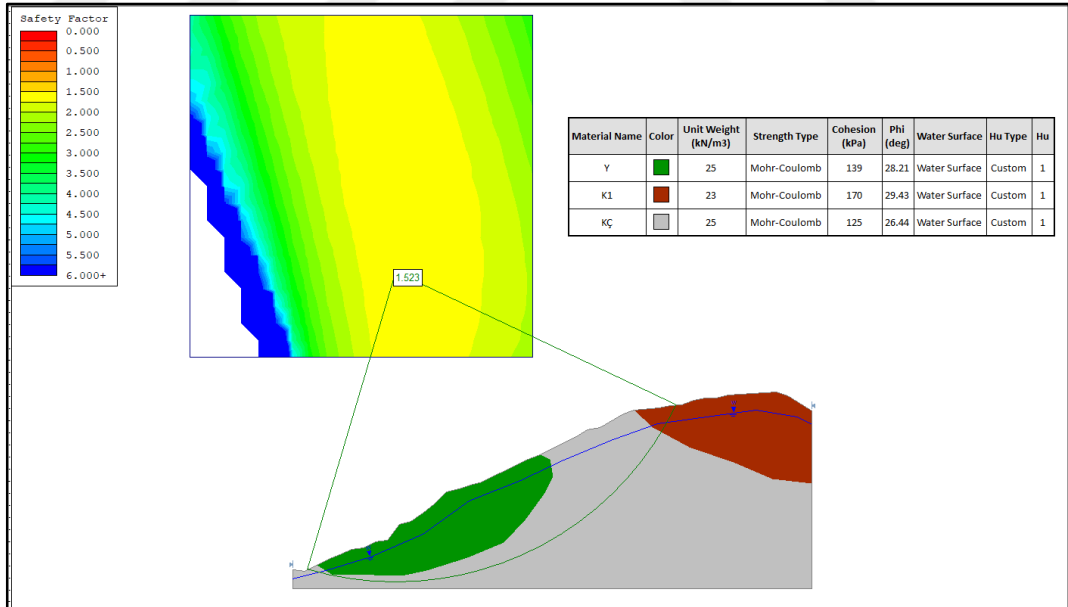 Safety Factor
0.000
0.500
1.000
1.500
2.000
2.500
3.000
3.500
4.000
4.500
5.000
5.500
6.000+
1.523
Material Name Color Unit Weight (kN/m3) Strength Type Cohesion (kPa) Phi (deg) Water Surface Hu Type Hu
Y 25 Mohr-Coulomb 139 28.21 Water Surface Custom 1
K1 23 Mohr-Coulomb 170 29.43 Water Surface Custom 1
KÇ 25 Mohr-Coulomb 125 26.44 Water Surface Custom 1